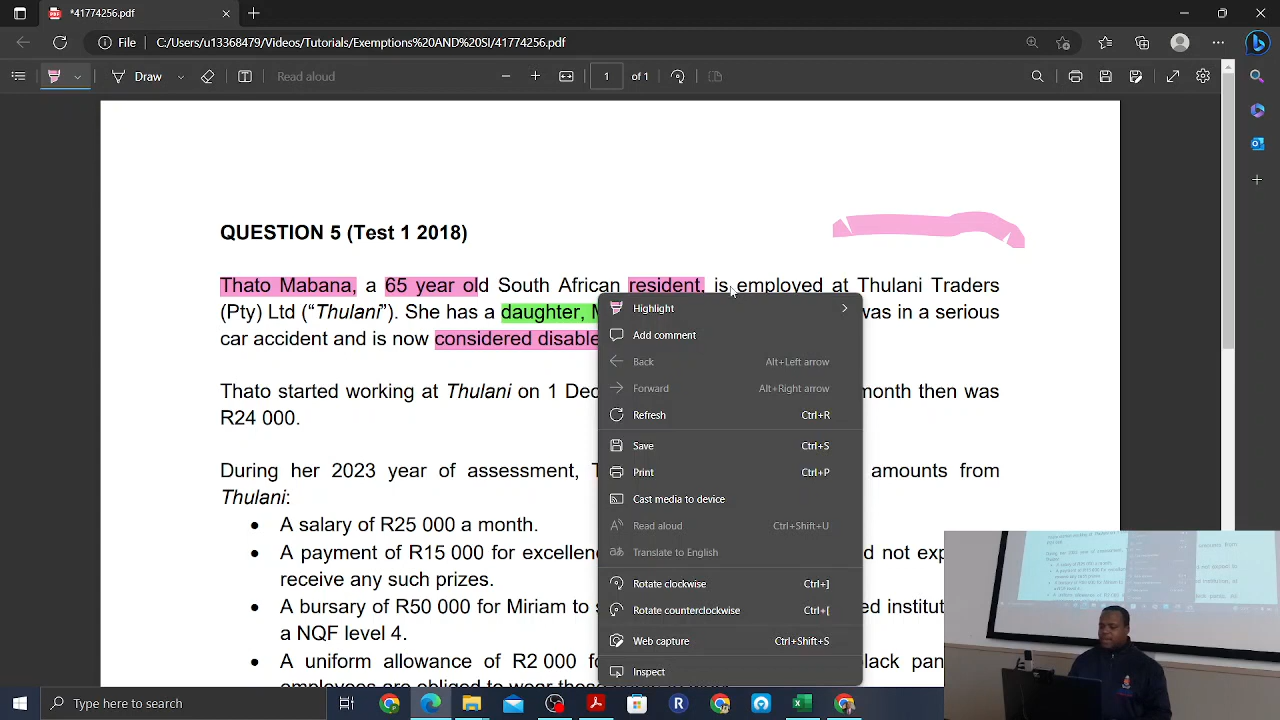 *41774256.pdf
File
C:/Users/u13368479/Videos/Tutorials/Exemptions%20AND%20SI/41774256.pdf
Draw
Read aloud
1
of 1
QUESTION 5 (Test 1 2018)
Thato Mabana, a 65 year old South African resident, is employed at Thulani Traders
(Pty) Ltd ("Thulani"). She has a daughter, M
was in a serious
car accident and is now considered disable
Thato started working at Thulani on 1 Dec
month then was
R24 000.
During her 2023 year of assessment, T
amounts from
Thulani:
• A salary of R25 000 a month.
• A payment of R15 000 for excellen
d not exp
receive any such prizes.
• A bursary of R50 000 for Miriam to s
ed institut
a NQF level 4.
• A uniform allowance of R2 000 fo
lack pan
Highlight
Add comment
Back Alt+Left arrow
Forward Alt+Right arrow
Refresh Ctrl+R
Save Ctrl+S
Print Ctrl+P
Cast media to device
Read aloud Ctrl+Shift+U
Translate to English
Rotate clockwise Ctrl+]
Rotate counterclockwise Ctrl+[
Web capture Ctrl+Shift+S
Inspect
Type here to search